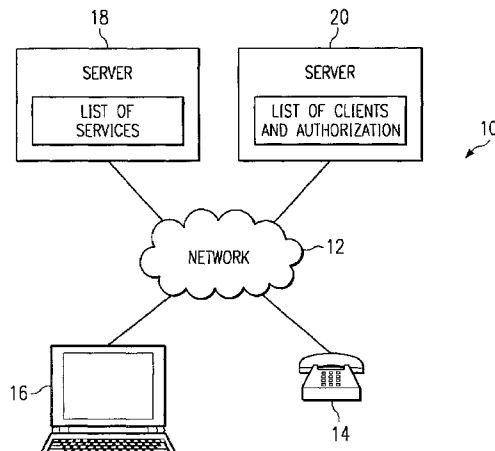 18
20
SERVER
LIST OF
SERVICES
SERVER
LIST OF CLIENTS
AND AUTHORIZATION
10
12
NETWORK
16
14